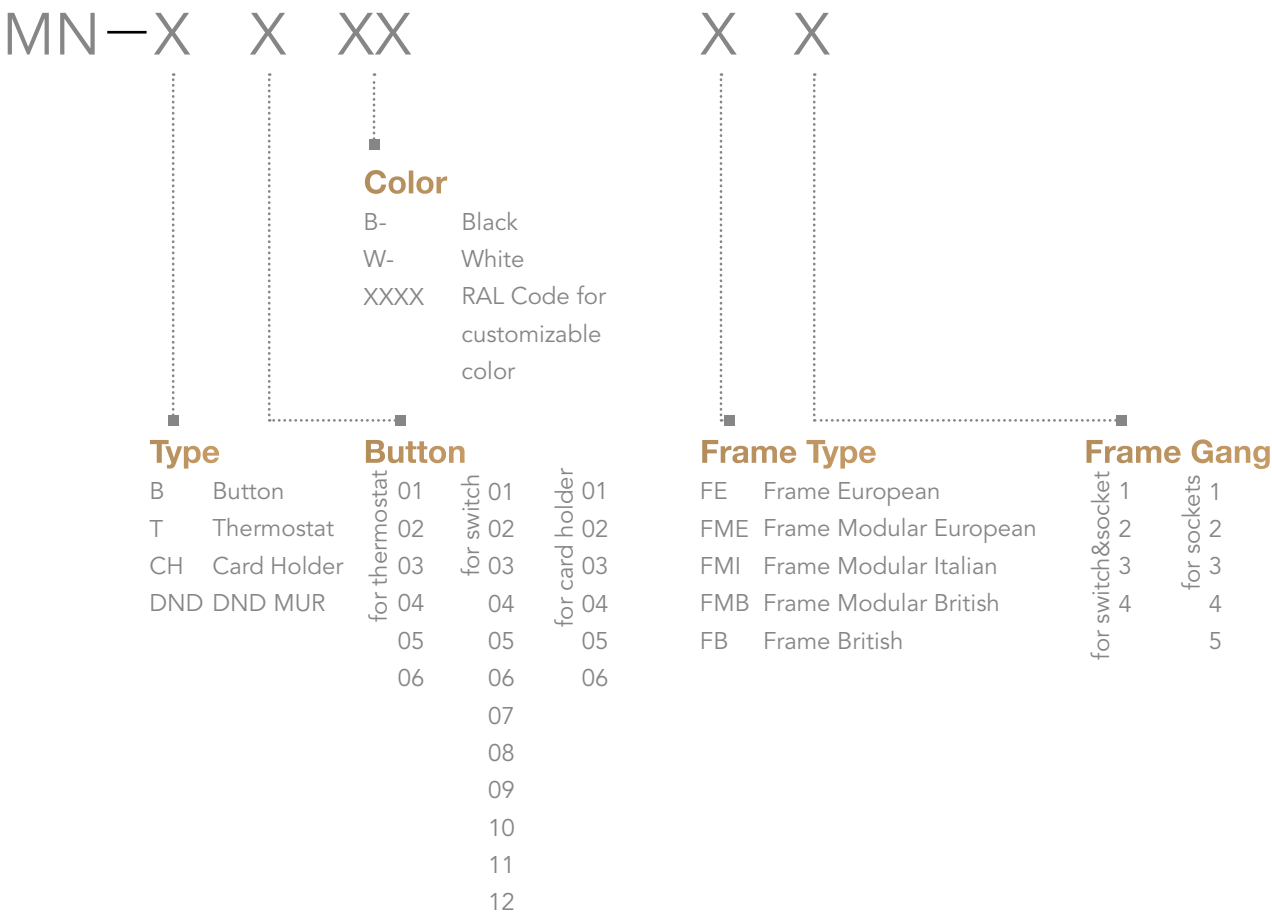 MN—X X XX X X
Color
B- Black
W- White
XXXX RAL Code for
customizable
color
Type
B Button
T Thermostat
CH Card Holder
DND DND MUR
Button
for thermostat
01
02
03
04
05
06
for switch
01
02
03
04
05
06
07
08
09
10
11
12
for card holder
01
02
03
04
05
06
Frame Type
FE Frame European
FME Frame Modular European
FMI Frame Modular Italian
FMB Frame Modular British
FB Frame British
Frame Gang
for switch&socket
1
2
3
4
for sockets
1
2
3
4
5